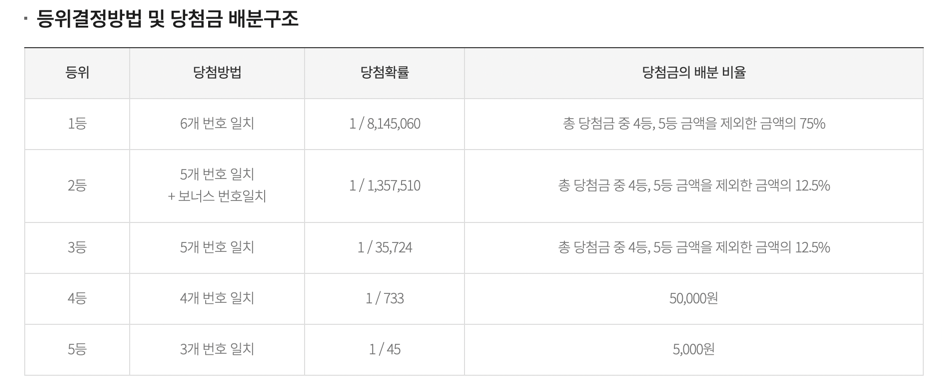 · 등위결정방법 및 당첨금 배분구조
등위 당첨방법 당첨확률 당첨금의 배분 비율
1등 6개 번호 일치 1 / 8,145,060 총 당첨금 중 4등, 5등 금액을 제외한 금액의 75%
2등 5개 번호 일치 1 / 1,357,510 총 당첨금 중 4등, 5등 금액을 제외한 금액의 12.5%
+ 보너스 번호일치
3등 5개 번호 일치 1 / 35,724 총 당첨금 중 4등, 5등 금액을 제외한 금액의 12.5%
4등 4개 번호 일치 1 / 733 50,000원
5등 3개 번호 일치 1 / 45 5,000원